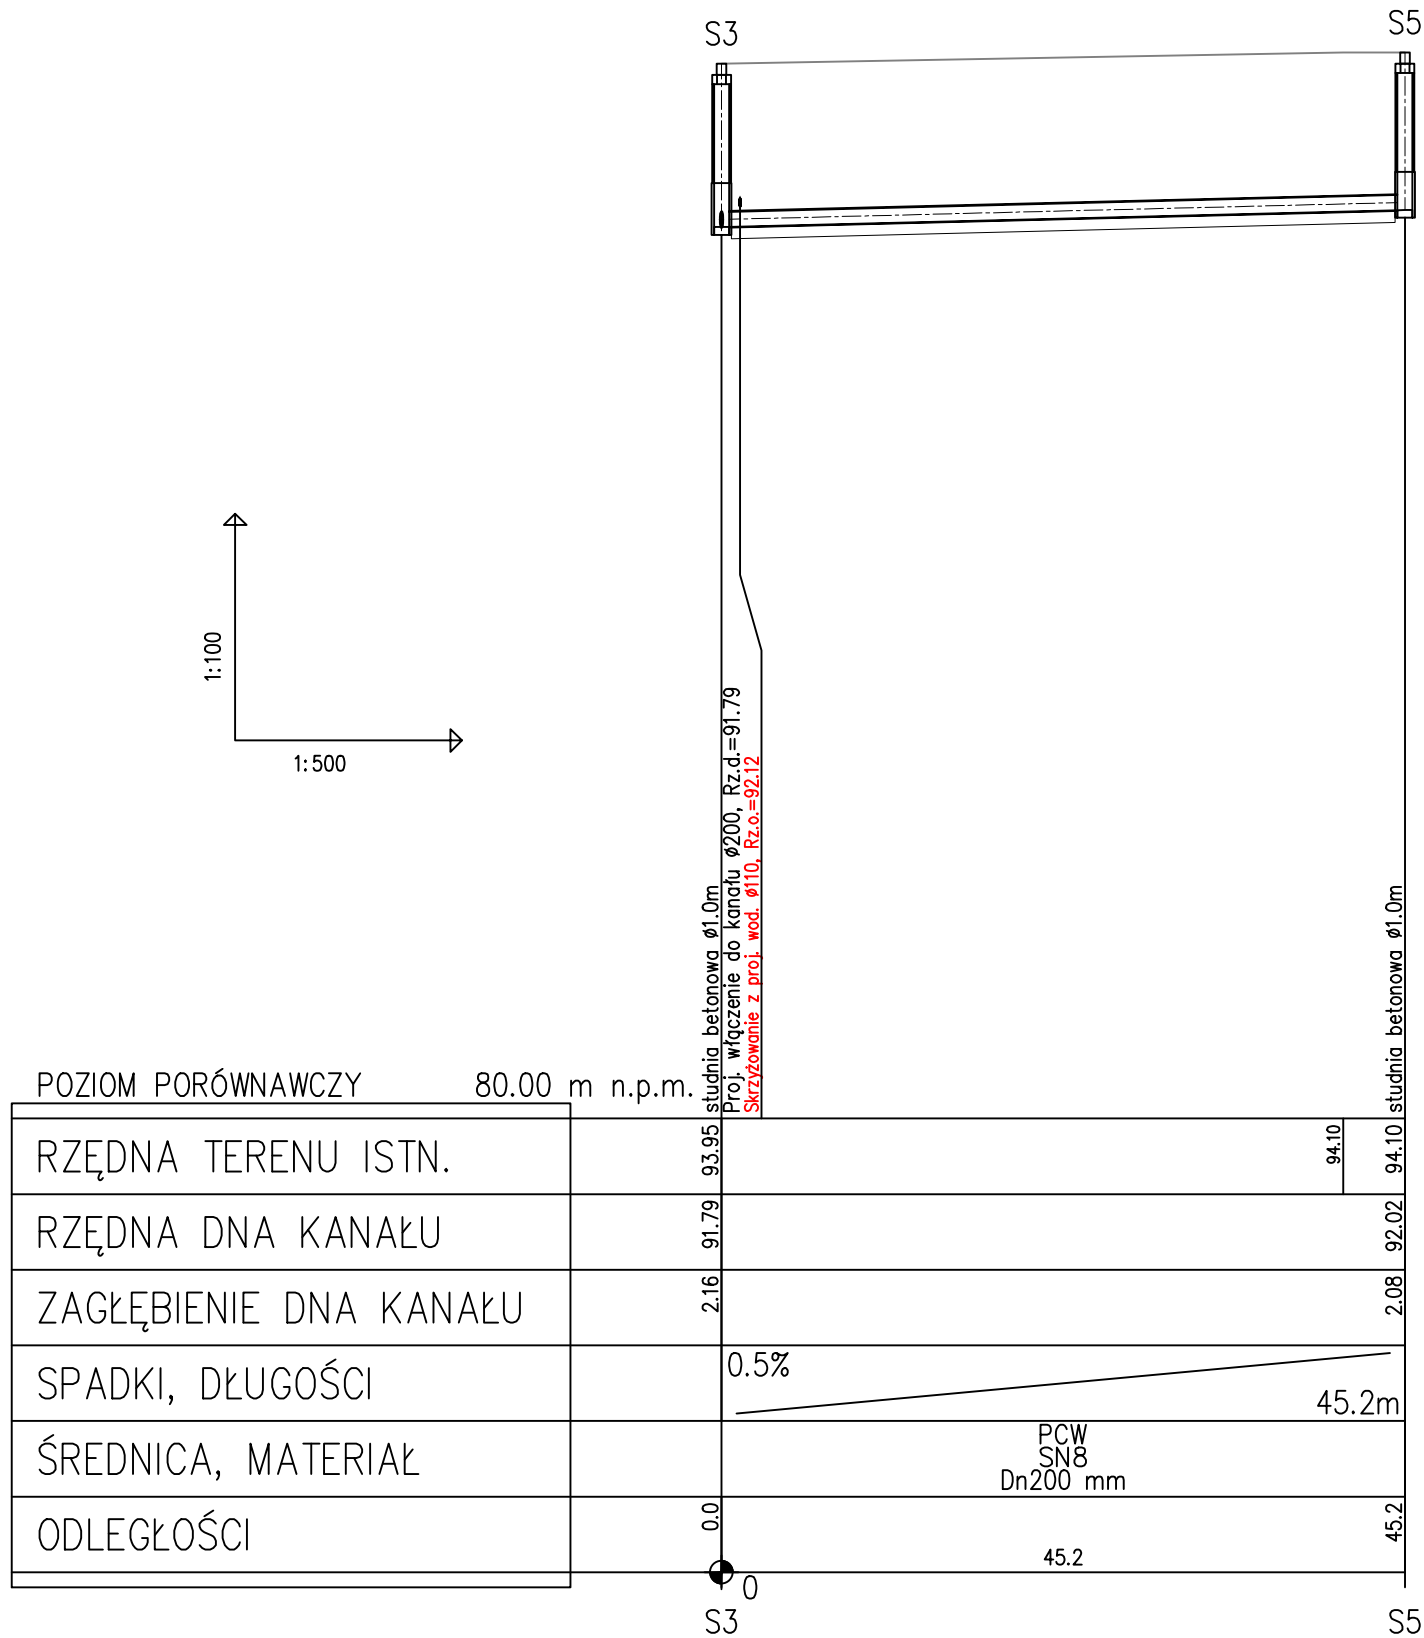 S3
S5
1:100
1:500
studnia betonowa ø1.0m
Proj. włączenie do kanału ø200, Rz.d.=91.79
Skrzyżowanie z proj. wod. ø110, Rz.o.=92.12
studnia betonowa ø1.0m
POZIOM PORÓWNAWCZY 80.00 m n.p.m.
RZĘDNA TERENU ISTN. 93.95 94.10 94.10
RZĘDNA DNA KANAŁU 91.79 92.02
ZAGŁĘBIENIE DNA KANAŁU 2.16 2.08
SPADKI, DŁUGOŚCI 0.5% 45.2m
ŚREDNICA, MATERIAŁ
PCW
SN8
Dn200 mm
ODLEGŁOŚCI 0.0 45.2 45.2
0
S3
S5